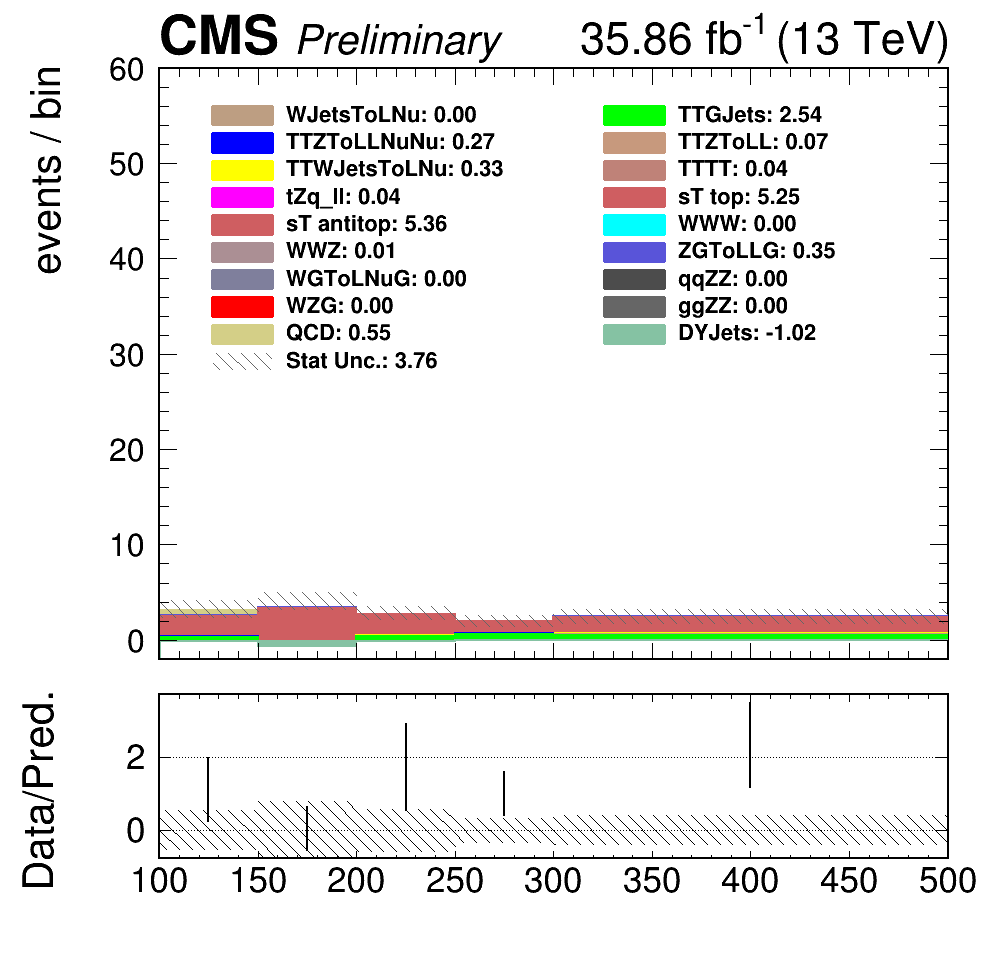 CMS Preliminary 35.86 fb-1 (13 TeV)
events / bin
60
50
40
30
20
10
0
WJetsToLNu: 0.00
TTGJets: 2.54
TTZToLLNuNu: 0.27
TTZToLL: 0.07
TTWJetsToLNu: 0.33
TTTT: 0.04
tZq_ll: 0.04
sT top: 5.25
sT antitop: 5.36
WWW: 0.00
WWZ: 0.01
ZGToLLG: 0.35
WGToLNuG: 0.00
qqZZ: 0.00
WZG: 0.00
ggZZ: 0.00
QCD: 0.55
DYJets: -1.02
Stat Unc.: 3.76
Data/Pred.
2
0
100 150 200 250 300 350 400 450 500